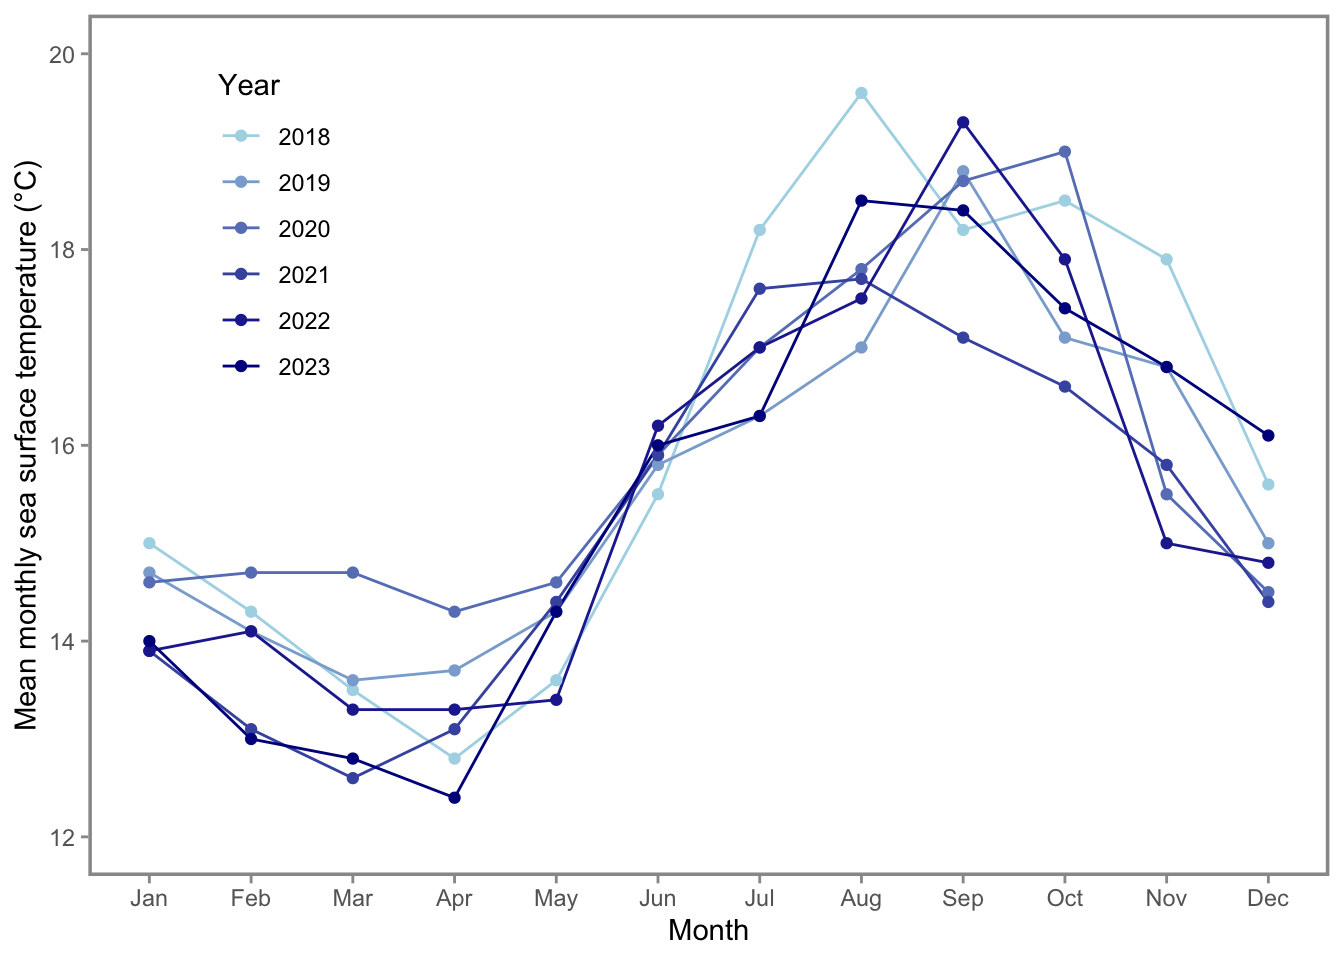 Year
2018
2019
2020
2021
2022
2023
Mean monthly sea surface temperature (°C)
20
18
16
14
12
Jan Feb Mar Apr May Jun Jul Aug Sep Oct Nov Dec
Month